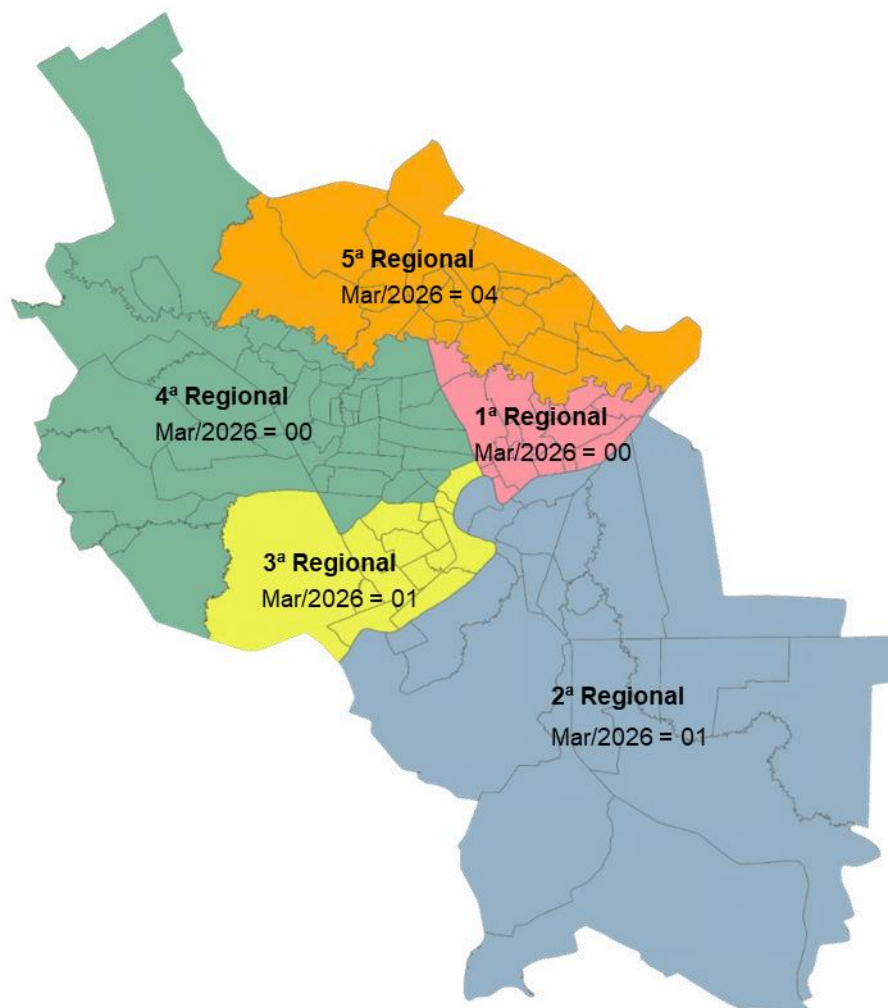 5ª Regional
Mar/2026 = 04
4ª Regional
Mar/2026 = 00
1ª Regional
Mar/2026 = 00
3ª Regional
Mar/2026 = 01
2ª Regional
Mar/2026 = 01